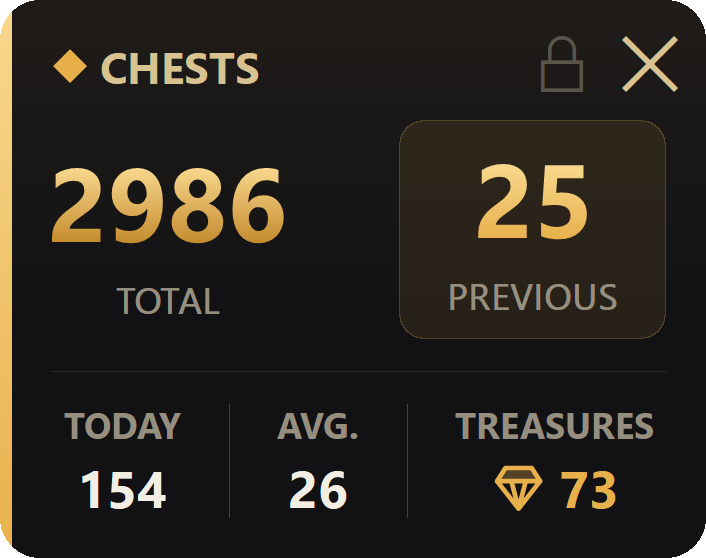 CHESTS
2986
TOTAL
25
PREVIOUS
TODAY
154
AVG.
26
TREASURES
73